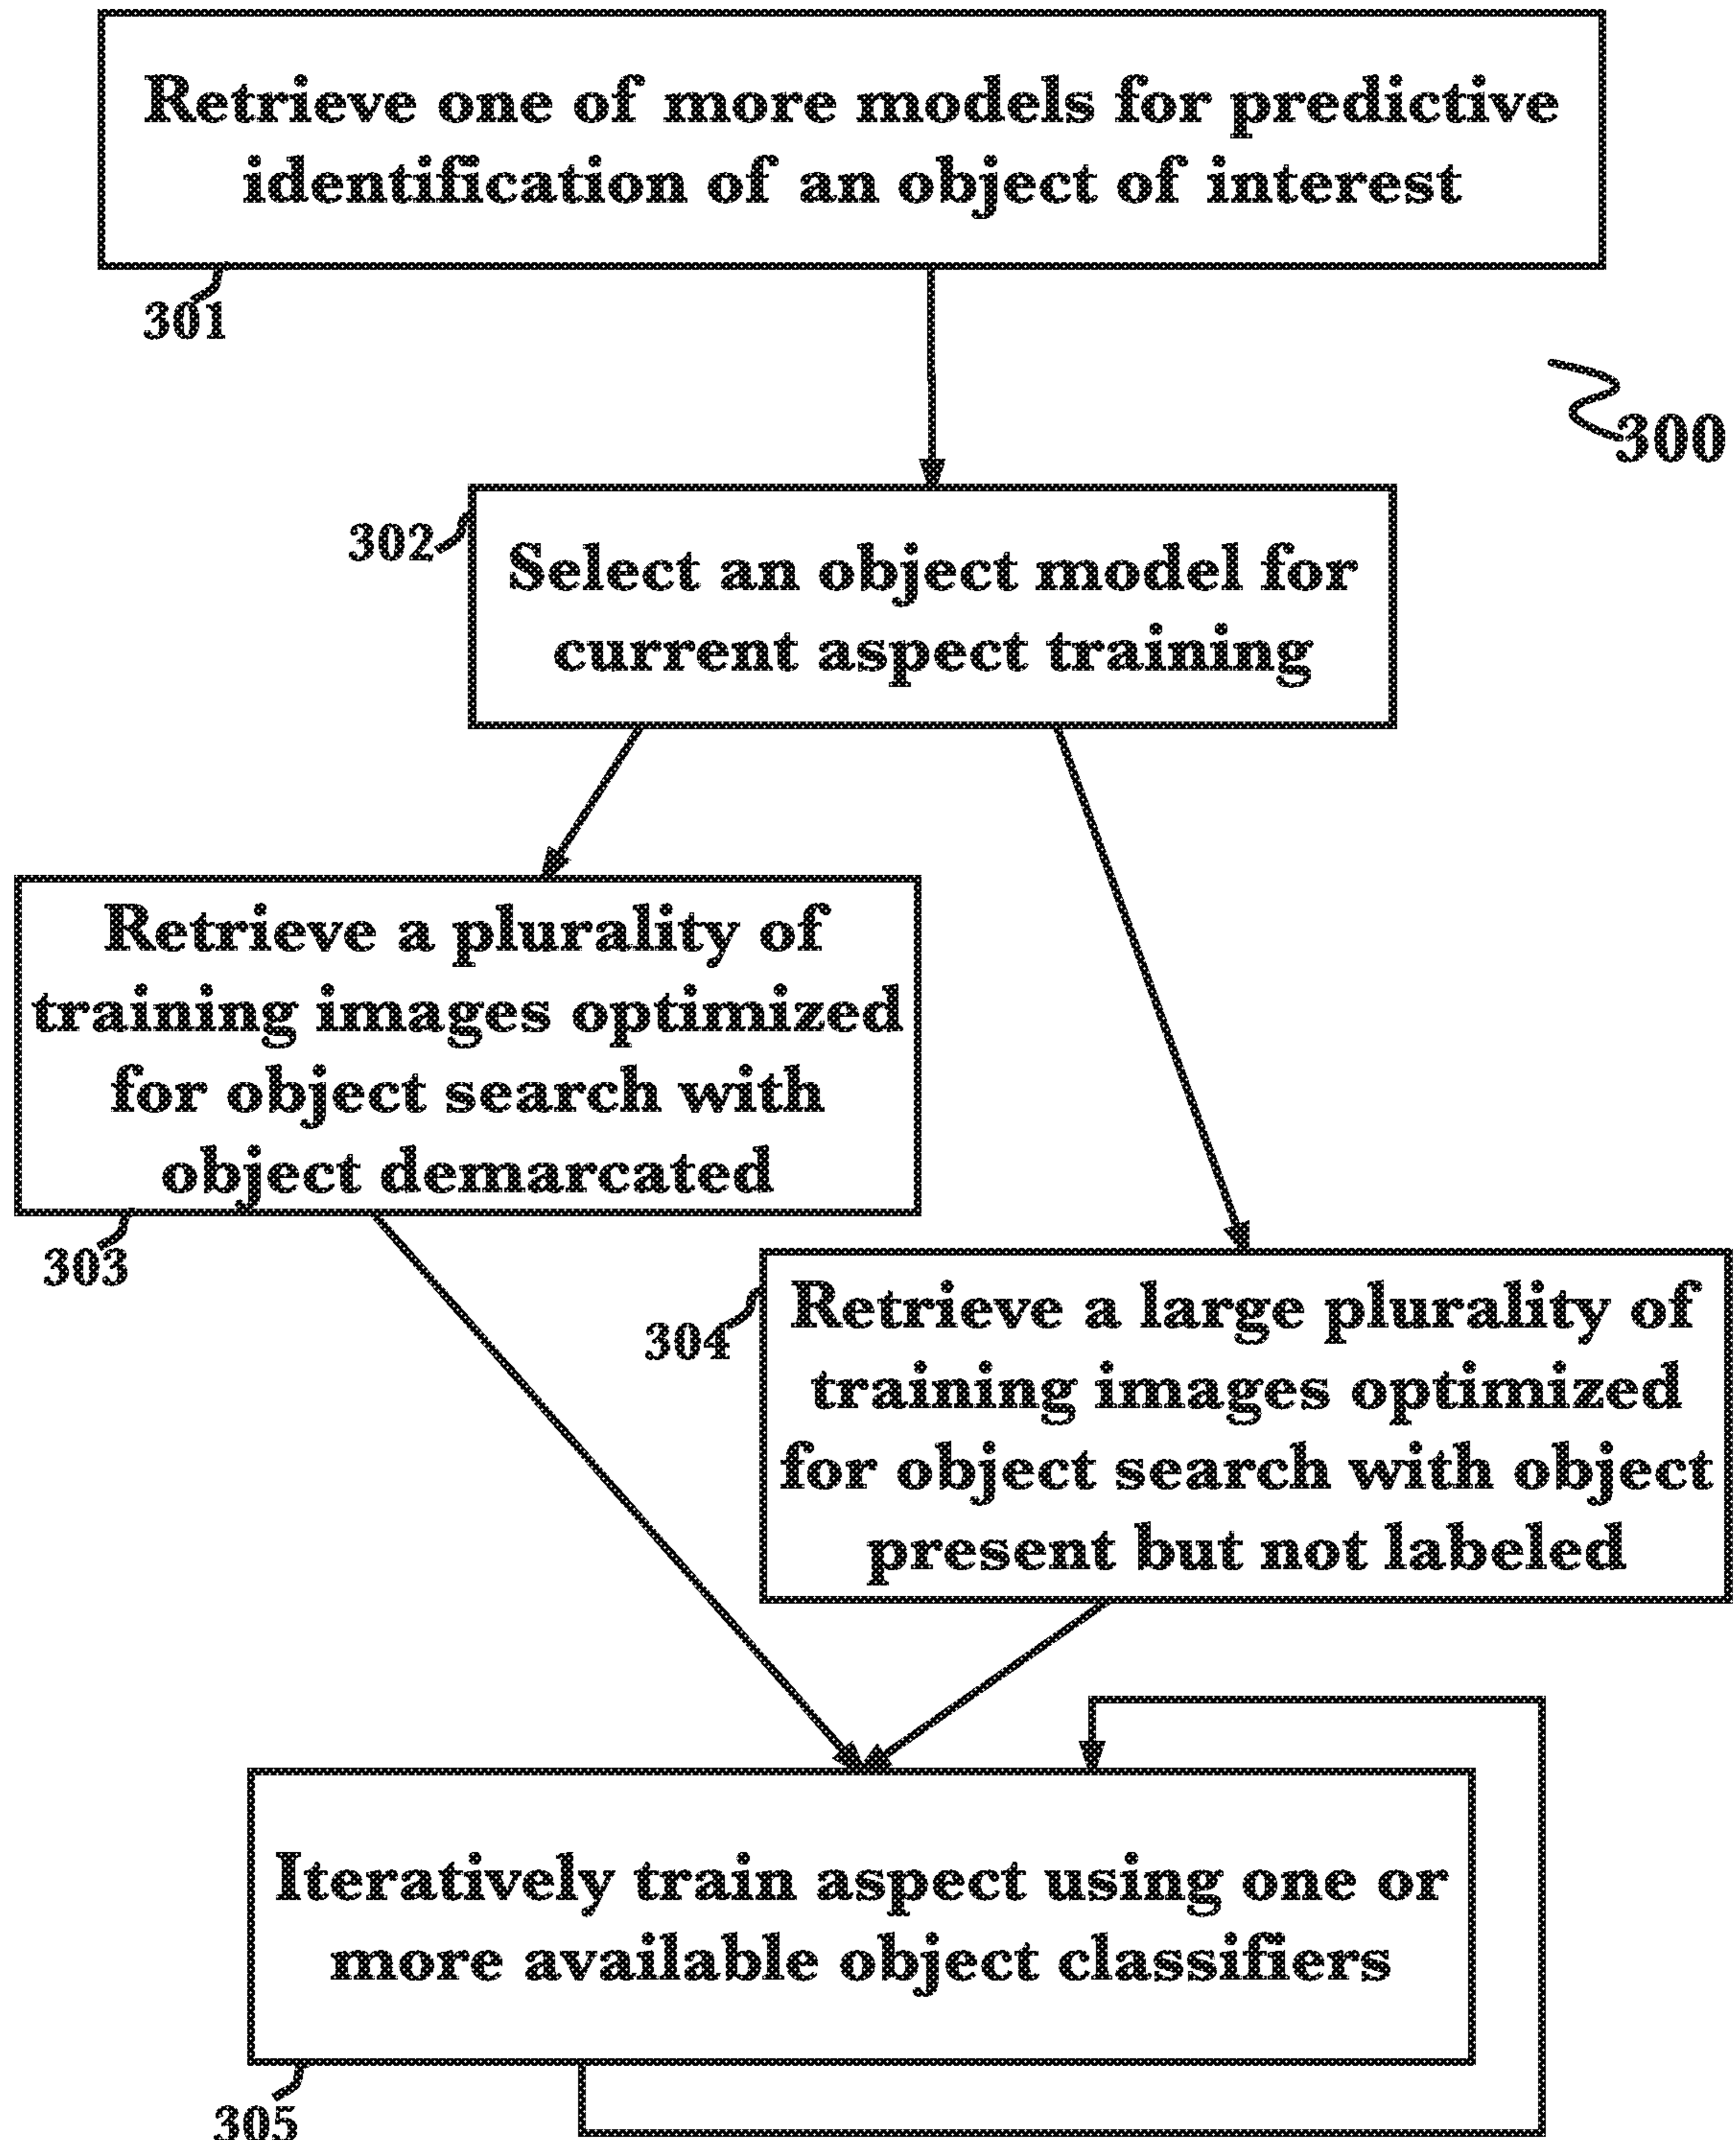 Retrieve one of more models for predictive
identification of an object of interest
301
300
302
Select an object model for
current aspect training
Retrieve a plurality of
training images optimized
for object search with
object demarcated
303
304
Retrieve a large plurality of
training images optimized
for object search with object
present but not labeled
Iteratively train aspect using one or
more available object classifiers
305